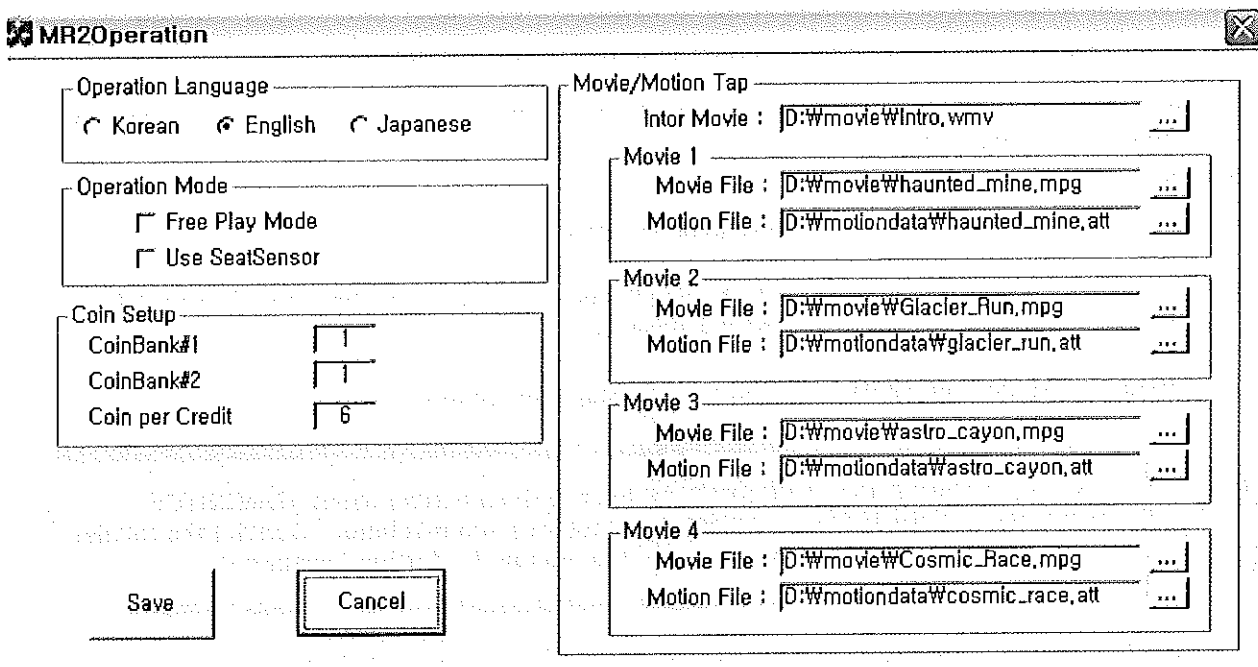 MR2Operation
Operation Language
Korean English Japanese
Operation Mode
Free Play Mode
Use SeatSensor
Coin Setup
CoinBank#1 1
CoinBank#2 1
Coin per Credit 6
Save Cancel
Movie/Motion Tap
Intor Movie : D:₩movie₩Intro.wmv ...
Movie 1
Movie File : D:₩movie₩haunted_mine.mpg ...
Motion File : D:₩motiondata₩haunted_mine.att ...
Movie 2
Movie File : D:₩movie₩Glacier_Run.mpg ...
Motion File : D:₩motiondata₩glacier_run.att ...
Movie 3
Movie File : D:₩movie₩astro_cayon.mpg ...
Motion File : D:₩motiondata₩astro_cayon.att ...
Movie 4
Movie File : D:₩movie₩Cosmic_Race.mpg ...
Motion File : D:₩motiondata₩cosmic_race.att ...